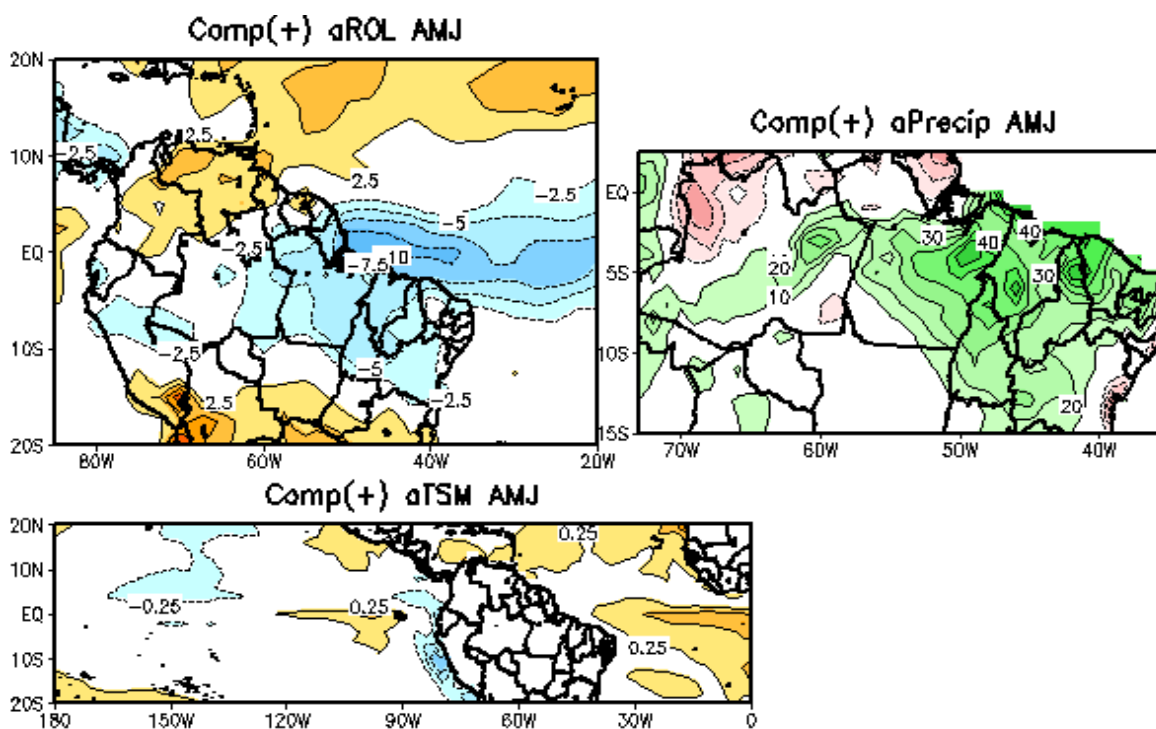 Comp(+) aROL AMJ
20N
10N
EQ
10S
20S
80W
60W
40W
20W
-2.5
2.5
2.5
-2.5
-5
-2.5
-7.5
10
-2.5
-5
2.5
-2.5
Comp(+) aPrecip AMJ
EQ
5S
10S
15S
70W
60W
50W
40W
30
40
40
20
30
10
20
Comp(+) aTSM AMJ
20N
10N
EQ
10S
20S
180
150W
120W
90W
60W
30W
0
0.25
-0.25
0.25
0.25